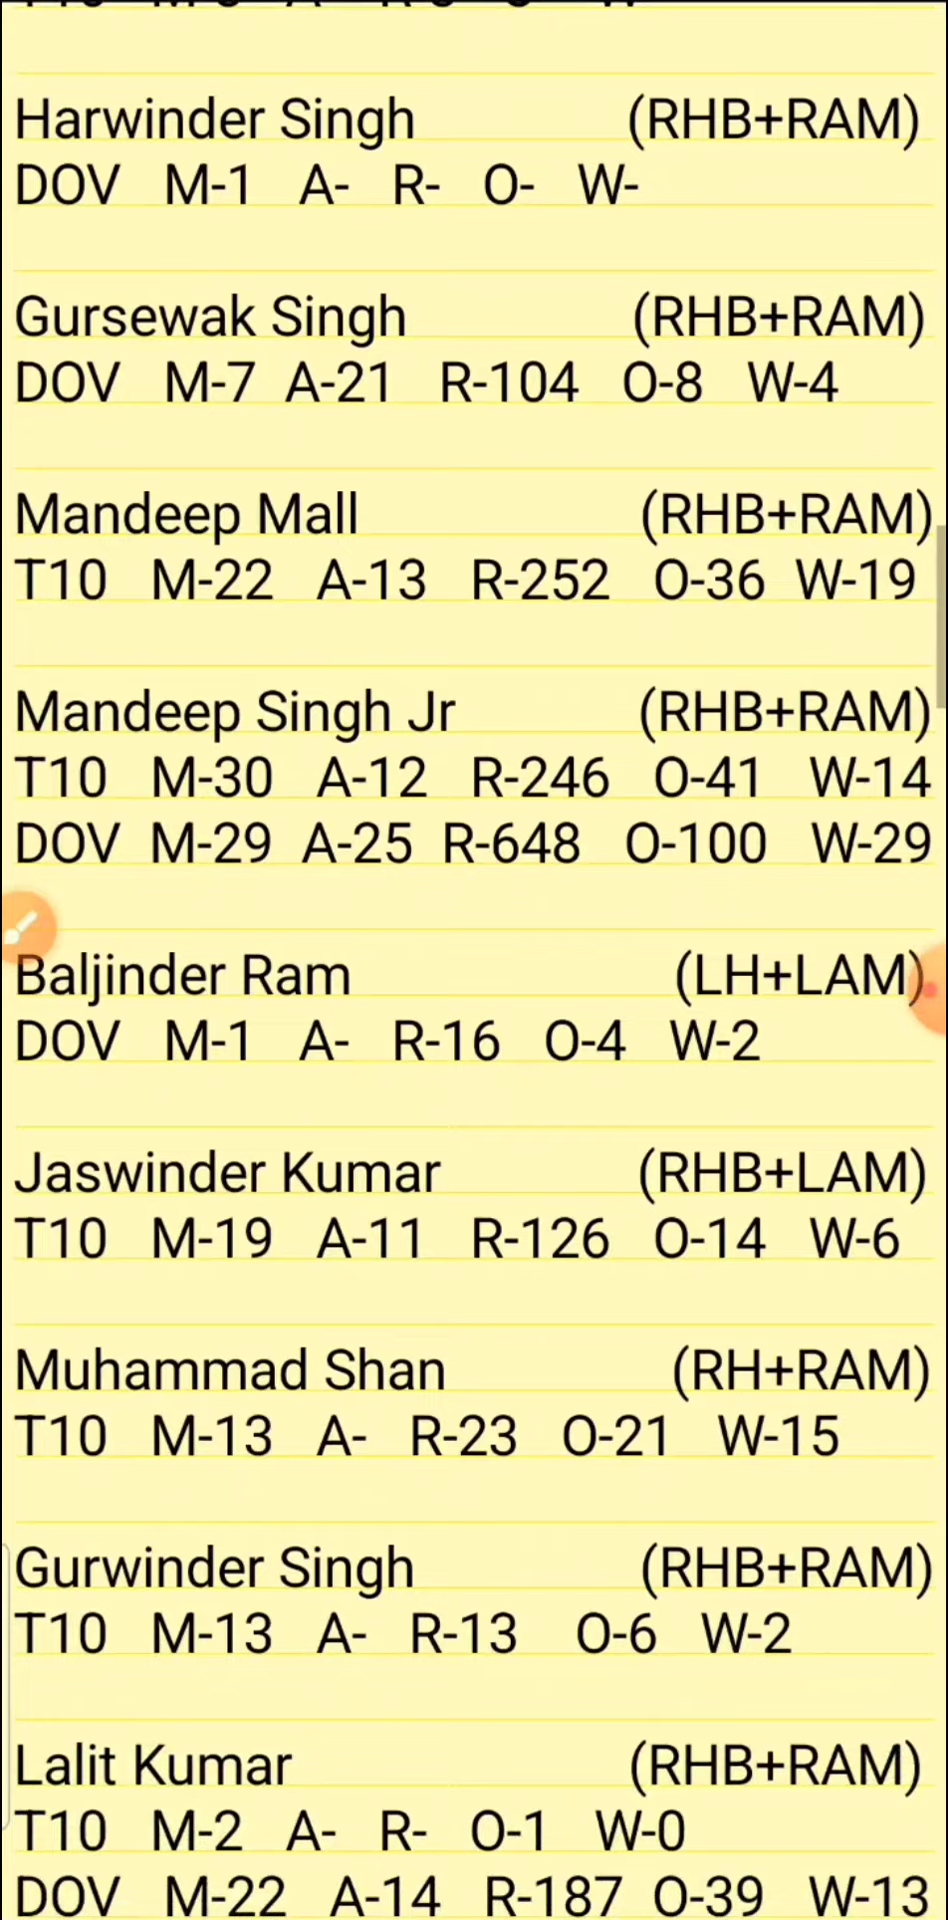 Harwinder Singh (RHB+RAM)
DOV M-1 A- R- O- W-
Gursewak Singh (RHB+RAM)
DOV M-7 A-21 R-104 O-8 W-4
Mandeep Mall (RHB+RAM)
T10 M-22 A-13 R-252 O-36 W-19
Mandeep Singh Jr (RHB+RAM)
T10 M-30 A-12 R-246 O-41 W-14
DOV M-29 A-25 R-648 O-100 W-29
Baljinder Ram (LH+LAM)
DOV M-1 A- R-16 O-4 W-2
Jaswinder Kumar (RHB+LAM)
T10 M-19 A-11 R-126 O-14 W-6
Muhammad Shan (RH+RAM)
T10 M-13 A- R-23 O-21 W-15
Gurwinder Singh (RHB+RAM)
T10 M-13 A- R-13 O-6 W-2
Lalit Kumar (RHB+RAM)
T10 M-2 A- R- O-1 W-0
DOV M-22 A-14 R-187 O-39 W-13